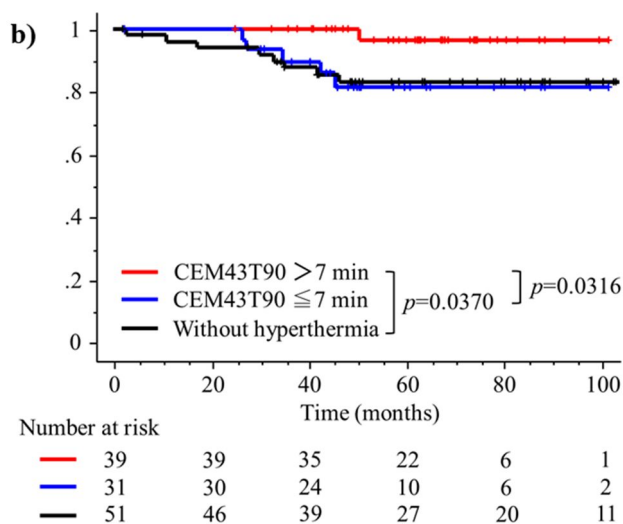 b)
1
.8
.6
.4
.2
0
CEM43T90 >7 min
CEM43T90 ≦7 min
Without hyperthermia
p=0.0370
p=0.0316
0 20 40 60 80 100
Time (months)
Number at risk
39 39 35 22 6 1
31 30 24 10 6 2
51 46 39 27 20 11